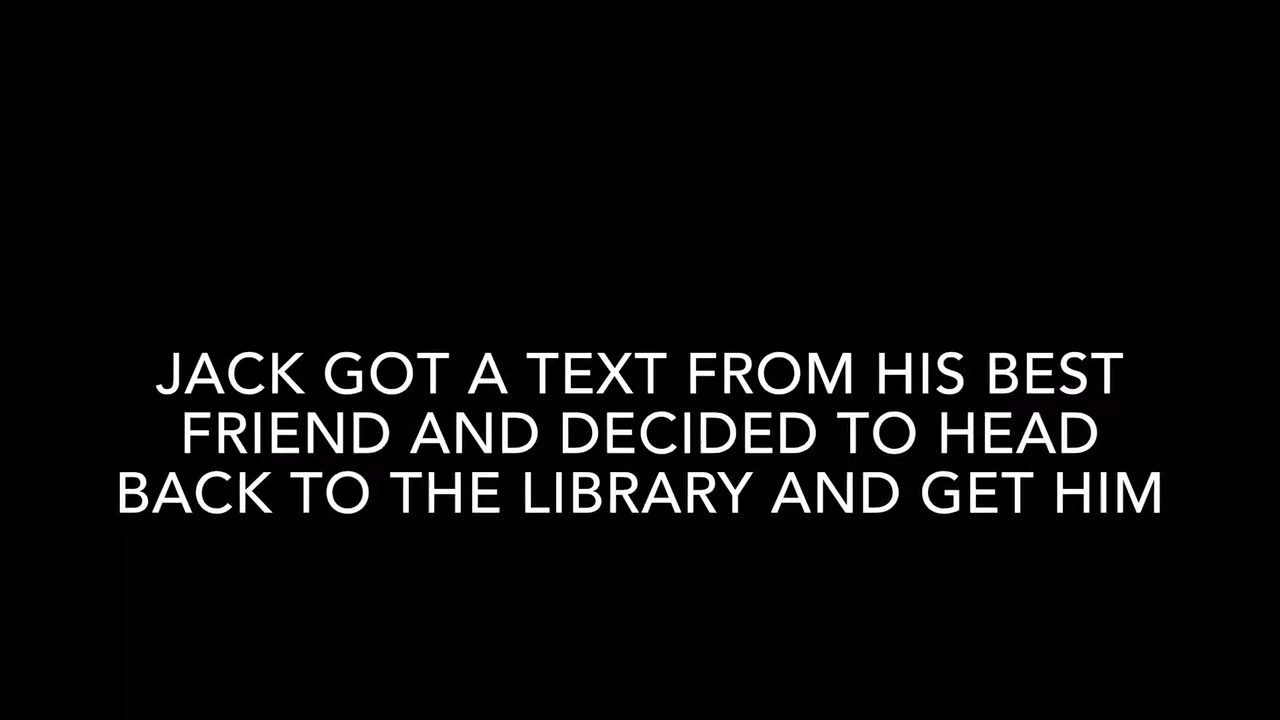 JACK GOT A TEXT FROM HIS BEST
FRIEND AND DECIDED TO HEAD
BACK TO THE LIBRARY AND GET HIM